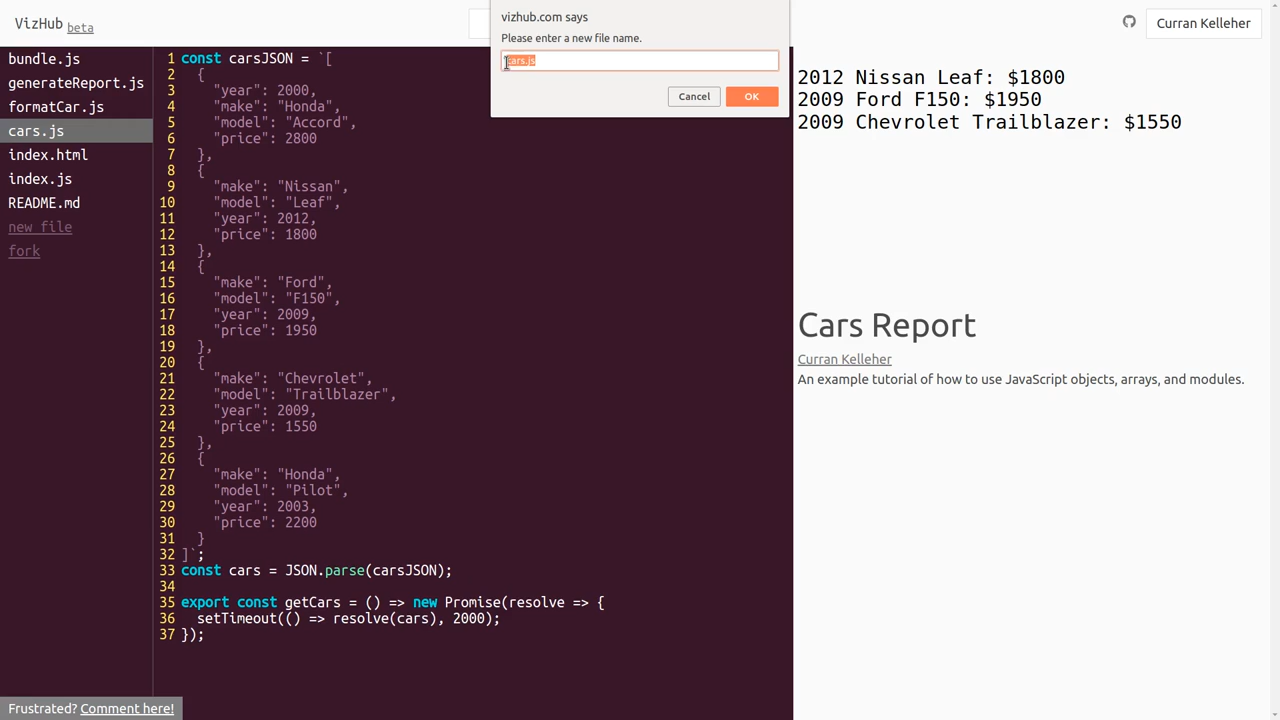 VizHub beta
vizhub.com says
Please enter a new file name.
cars.js
Cancel
OK
Curran Kelleher
bundle.js
generateReport.js
formatCar.js
cars.js
index.html
index.js
README.md
new file
fork
1 const carsJSON = `[
2   {
3     "year": 2000,
4     "make": "Honda",
5     "model": "Accord",
6     "price": 2800
7   },
8   {
9     "make": "Nissan",
10     "model": "Leaf",
11     "year": 2012,
12     "price": 1800
13   },
14   {
15     "make": "Ford",
16     "model": "F150",
17     "year": 2009,
18     "price": 1950
19   },
20   {
21     "make": "Chevrolet",
22     "model": "Trailblazer",
23     "year": 2009,
24     "price": 1550
25   },
26   {
27     "make": "Honda",
28     "model": "Pilot",
29     "year": 2003,
30     "price": 2200
31   }
32 ]`;
33 const cars = JSON.parse(carsJSON);
34
35 export const getCars = () => new Promise(resolve => {
36   setTimeout(() => resolve(cars), 2000);
37 });
2012 Nissan Leaf: $1800
2009 Ford F150: $1950
2009 Chevrolet Trailblazer: $1550
Cars Report
Curran Kelleher
An example tutorial of how to use JavaScript objects, arrays, and modules.
Frustrated? Comment here!